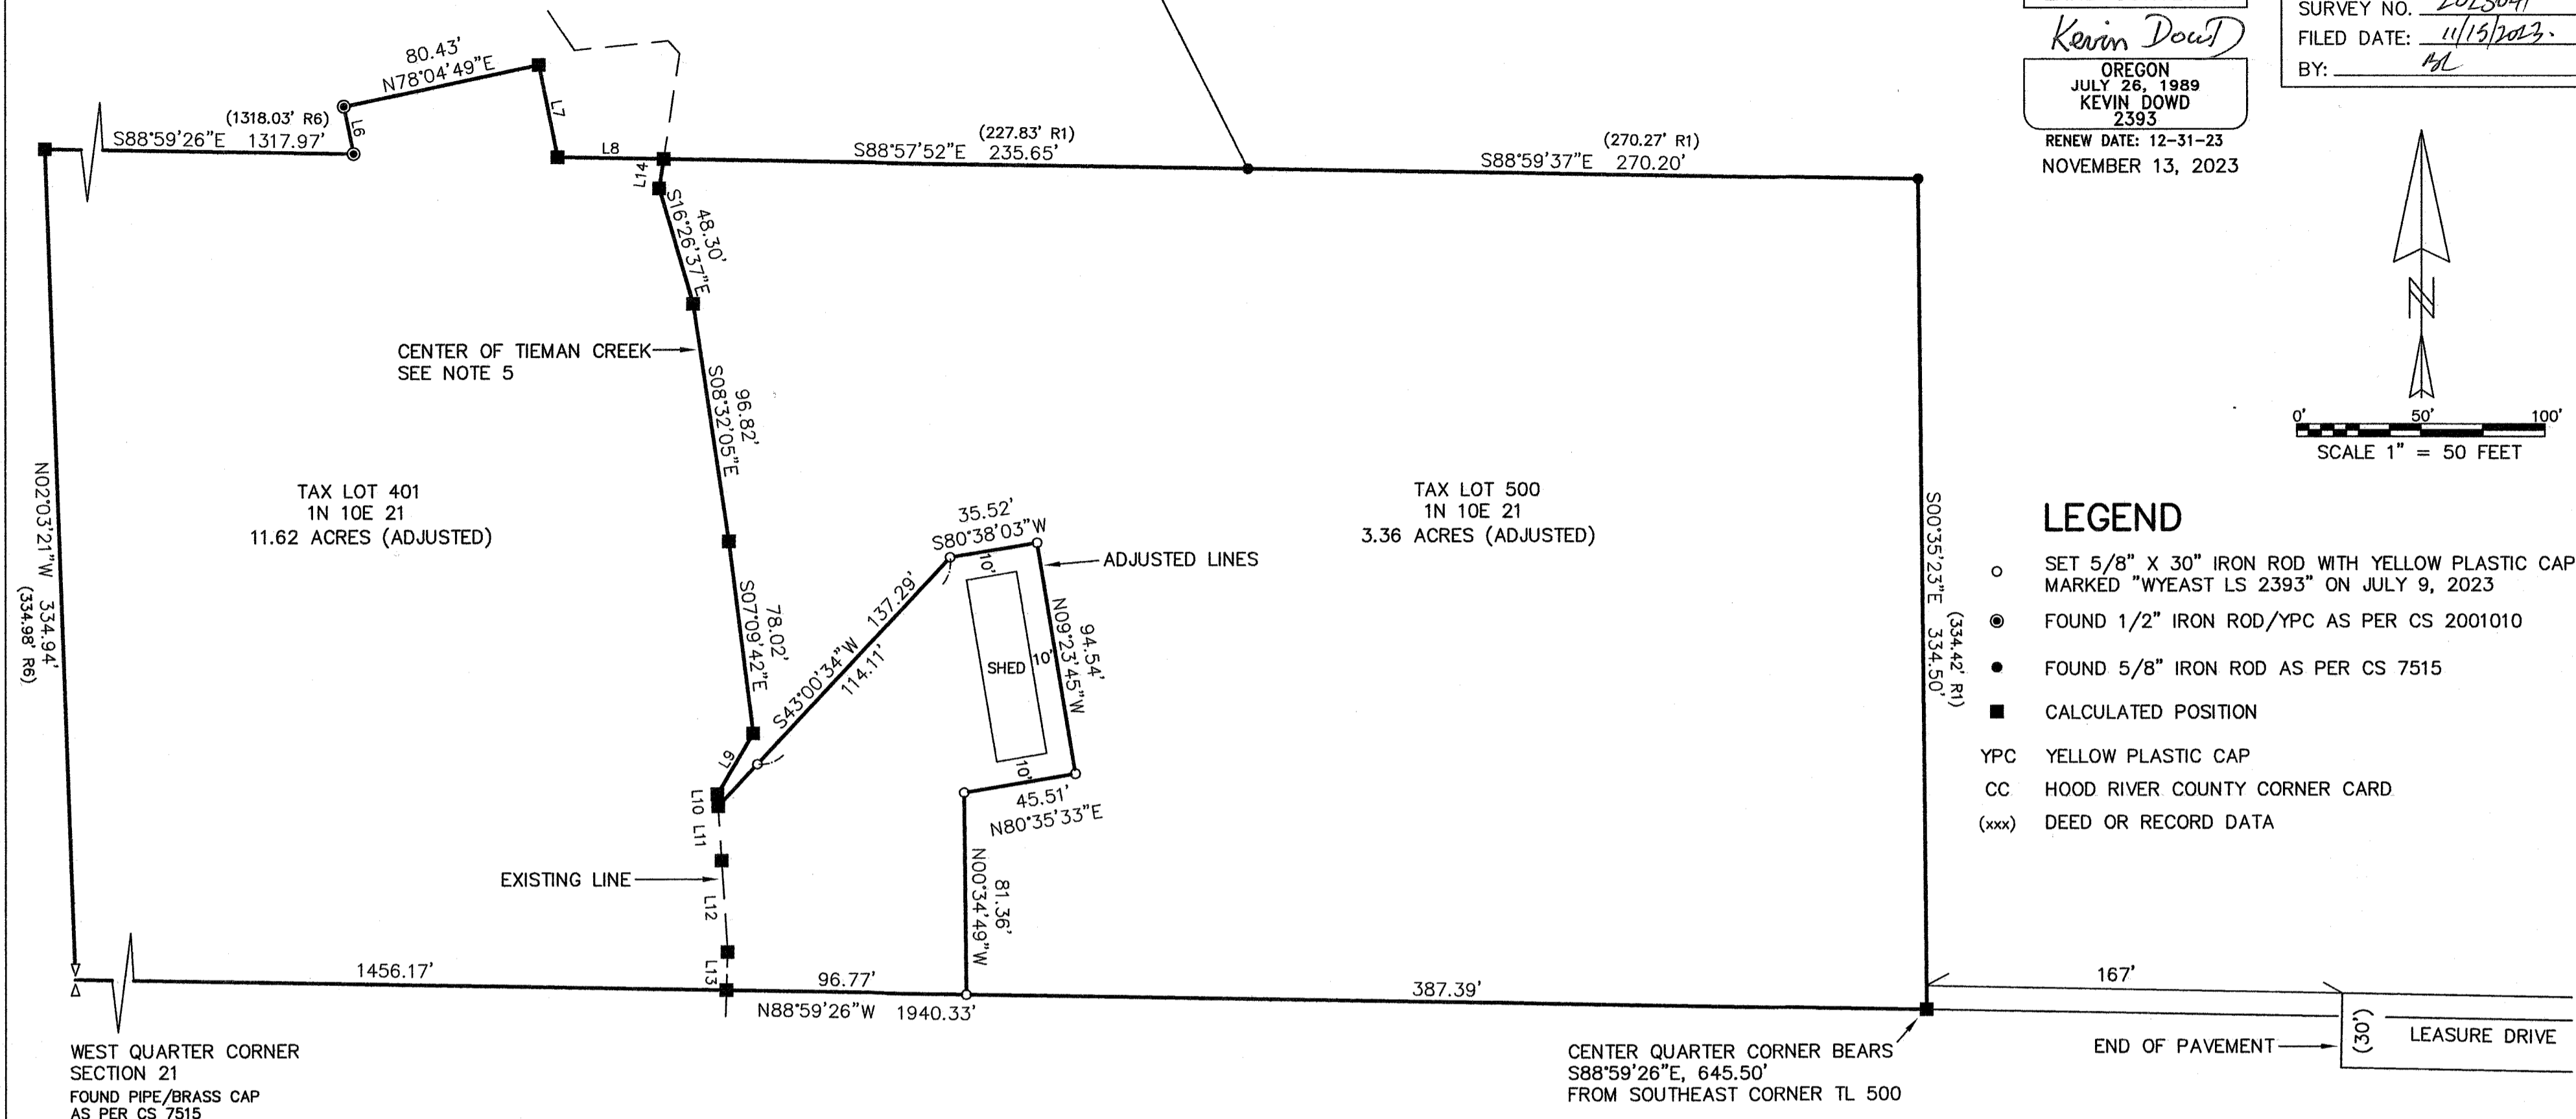 SURVEY NO. 2023041
FILED DATE: 11/15/2023.
BY: BL
Kevin Dowd
OREGON
JULY 26, 1989
KEVIN DOWD
2393
RENEW DATE: 12-31-23
NOVEMBER 13, 2023
80.43'
N78°04'49"E
L7
L6
(1318.03' R6)
S88°59'26"E 1317.97'
L8
L14
(227.83' R1)
S88°57'52"E 235.65'
(270.27' R1)
S88°59'37"E 270.20'
48.30'
S16°26'37"E
CENTER OF TIEMAN CREEK
SEE NOTE 5
96.82'
S08°32'05"E
N
0' 50' 100'
SCALE 1" = 50 FEET
N02°03'21"W 334.94'
(334.98' R6)
TAX LOT 401
1N 10E 21
11.62 ACRES (ADJUSTED)
TAX LOT 500
1N 10E 21
3.36 ACRES (ADJUSTED)
35.52'
S80°38'03"W
ADJUSTED LINES
10'
SHED
10'
10'
94.54'
N09°23'45"W
78.02'
S07°09'42"E
137.29'
S43°00'34"W
114.11'
L9
L10
L11
45.51'
N80°35'33"E
S00°35'23"E 334.50'
(334.42' R1)
LEGEND
SET 5/8" X 30" IRON ROD WITH YELLOW PLASTIC CAP
MARKED "WYEAST LS 2393" ON JULY 9, 2023
FOUND 1/2" IRON ROD/YPC AS PER CS 2001010
FOUND 5/8" IRON ROD AS PER CS 7515
CALCULATED POSITION
YPC YELLOW PLASTIC CAP
CC HOOD RIVER COUNTY CORNER CARD
(xxx) DEED OR RECORD DATA
EXISTING LINE
L12
L13
81.36'
N00°34'49"W
1456.17'
96.77'
387.39'
N88°59'26"W 1940.33'
167'
WEST QUARTER CORNER
SECTION 21
FOUND PIPE/BRASS CAP
AS PER CS 7515
CENTER QUARTER CORNER BEARS
S88°59'26"E, 645.50'
FROM SOUTHEAST CORNER TL 500
END OF PAVEMENT
(30')
LEASURE DRIVE